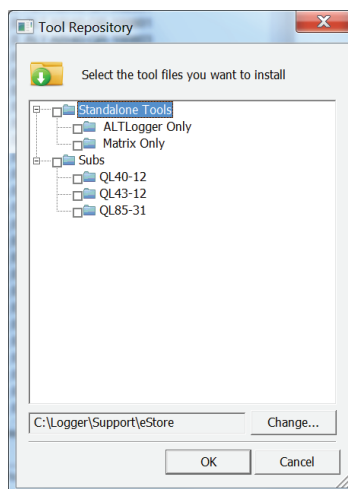 Tool Repository
Select the tool files you want to install
Standalone Tools
ALTLogger Only
Matrix Only
Subs
QL40-12
QL43-12
QL85-31
C:\Logger\Support\eStore
Change...
OK
Cancel